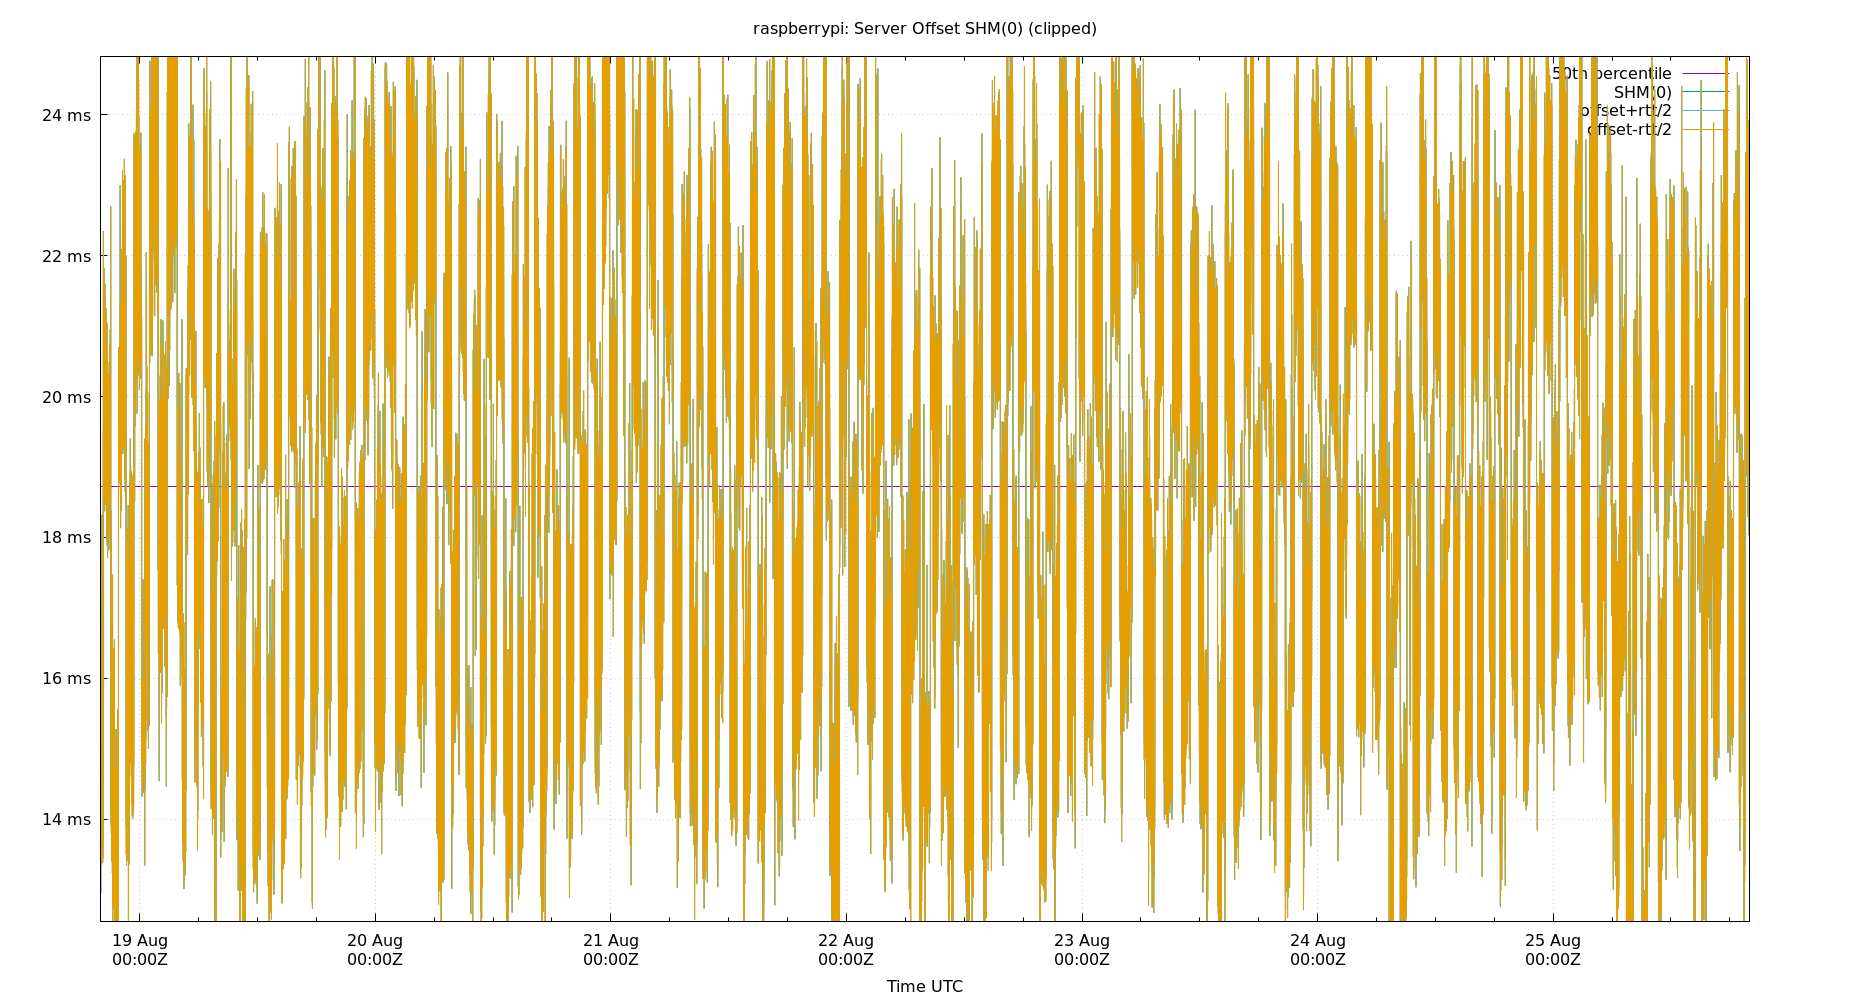 raspberrypi: Server Offset SHM(0) (clipped)
50th percentile
SHM(0)
offset+rtt/2
offset-rtt/2
24 ms
22 ms
20 ms
18 ms
16 ms
14 ms
19 Aug
00:00Z
20 Aug
00:00Z
21 Aug
00:00Z
22 Aug
00:00Z
23 Aug
00:00Z
24 Aug
00:00Z
25 Aug
00:00Z
Time UTC